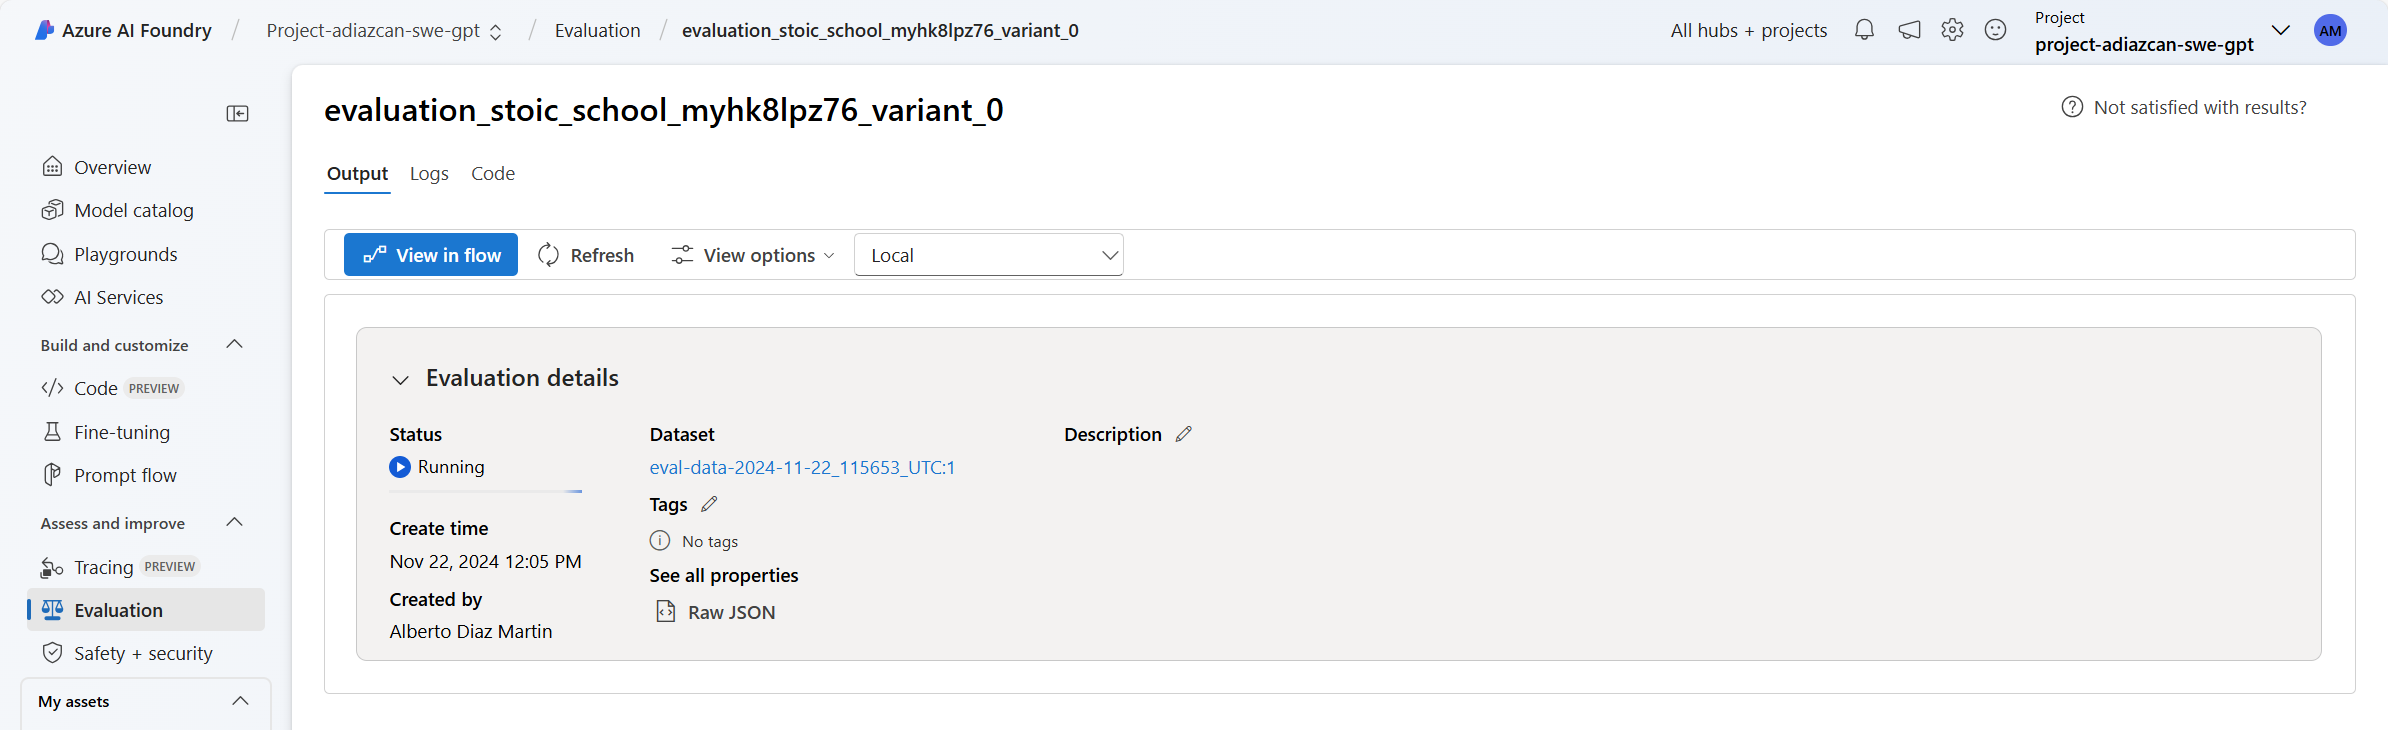 Azure AI Foundry / Project-adiazcan-swe-gpt / Evaluation / evaluation_stoic_school_myhk8lpz76_variant_0
All hubs + projects
Project
project-adiazcan-swe-gpt
AM
evaluation_stoic_school_myhk8lpz76_variant_0
Not satisfied with results?
Output Logs Code
View in flow Refresh View options Local
Overview
Model catalog
Playgrounds
AI Services
Build and customize
Code PREVIEW
Fine-tuning
Prompt flow
Assess and improve
Tracing PREVIEW
Evaluation
Safety + security
My assets
Evaluation details
Status
Running
Create time
Nov 22, 2024 12:05 PM
Created by
Alberto Diaz Martin
Dataset
eval-data-2024-11-22_115653_UTC:1
Tags
No tags
See all properties
Raw JSON
Description